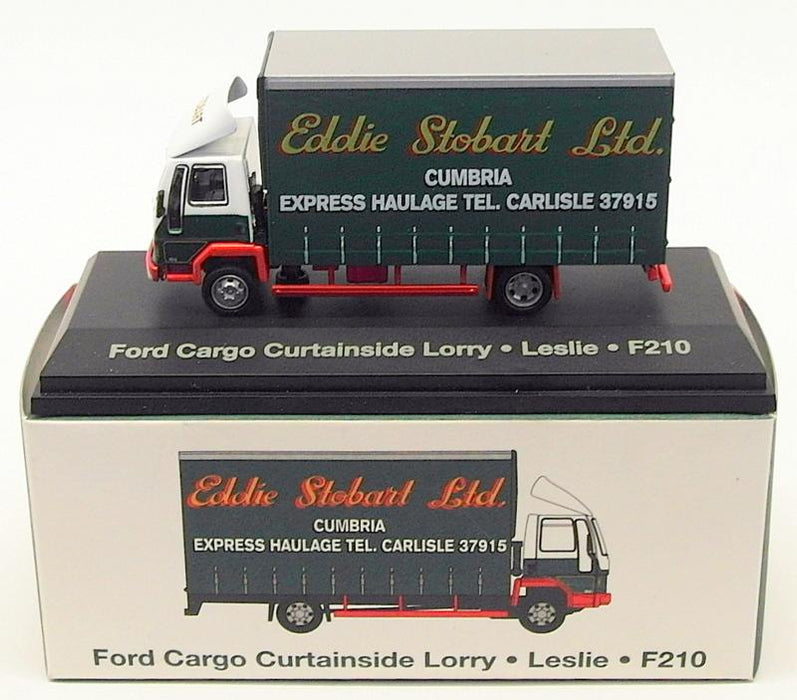 Eddie Stobart Ltd.
CUMBRIA
EXPRESS HAULAGE TEL. CARLISLE 37915
Ford Cargo Curtainside Lorry • Leslie • F210
Eddie Stobart Ltd.
CUMBRIA
EXPRESS HAULAGE TEL. CARLISLE 37915
Ford Cargo Curtainside Lorry • Leslie • F210